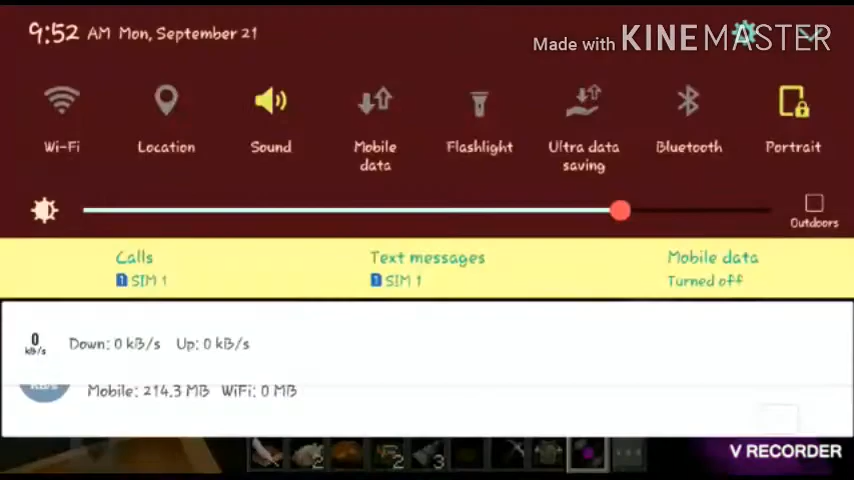 9:52 AM Mon, September 21
Made with KINEMASTER
Wi-Fi
Location
Sound
Mobile data
Flashlight
Ultra data saving
Bluetooth
Portrait
Outdoors
Calls
1 SIM 1
Text messages
1 SIM 1
Mobile data
Turned off
0 kB/s
Down: 0 kB/s Up: 0 kB/s
Mobile: 214.3 MB WiFi: 0 MB
2
2
3
V RECORDER